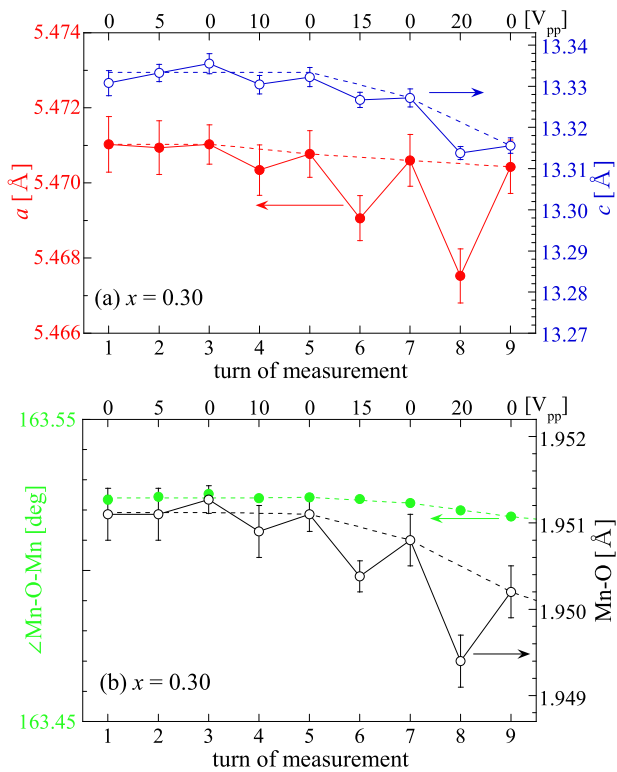 0 5 0 10 0 15 0 20 0 [Vpp]
5.474
5.472
5.470
5.468
5.466
a [Å]
13.34
13.33
13.32
13.31
13.30
13.29
13.28
13.27
c [Å]
(a) x = 0.30
1 2 3 4 5 6 7 8 9
turn of measurement
0 5 0 10 0 15 0 20 0 [Vpp]
163.55
163.45
∠Mn-O-Mn [deg]
1.952
1.951
1.950
1.949
Mn-O [Å]
(b) x = 0.30
1 2 3 4 5 6 7 8 9
turn of measurement